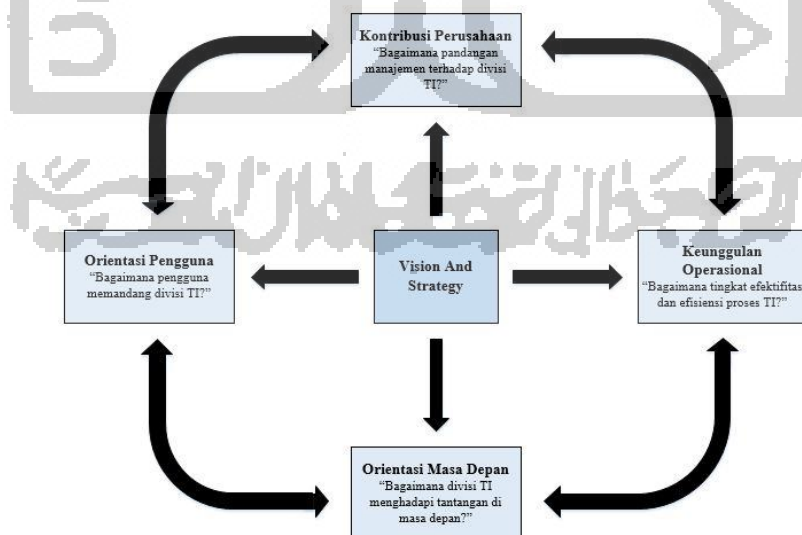 Kontribusi Perusahaan
“Bagaimana pandangan
manajemen terhadap divisi
TI?”
Orientasi Pengguna
“Bagaimana pengguna
memandang divisi TI?”
Vision And
Strategy
Keunggulan
Operasional
“Bagaimana tingkat efektifitas
dan efisiensi proses TI?”
Orientasi Masa Depan
“Bagaimana divisi TI
menghadapi tantangan di
masa depan?”